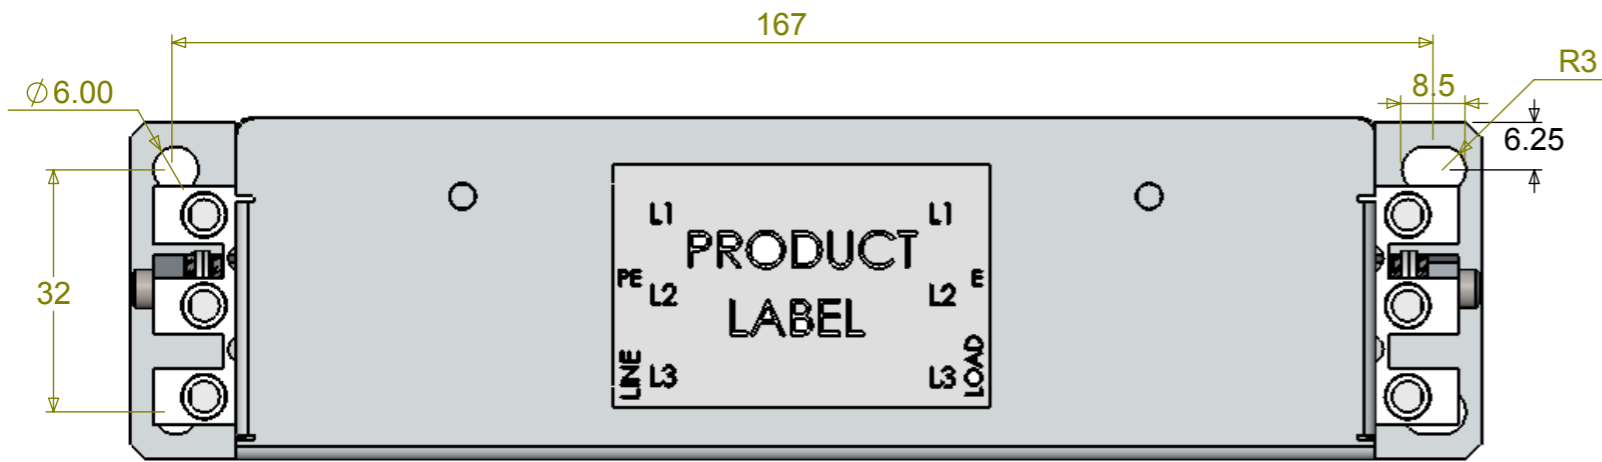 167
Ø6.00
R3
8.5
6.25
32
L1
L1
PRODUCT
PE
E
L2
L2
LABEL
LINE
LOAD
L3
L3